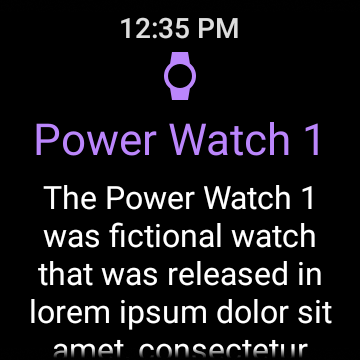 12:35 PM
Power Watch 1
The Power Watch 1
was fictional watch
that was released in
lorem ipsum dolor sit
amet, consectetur